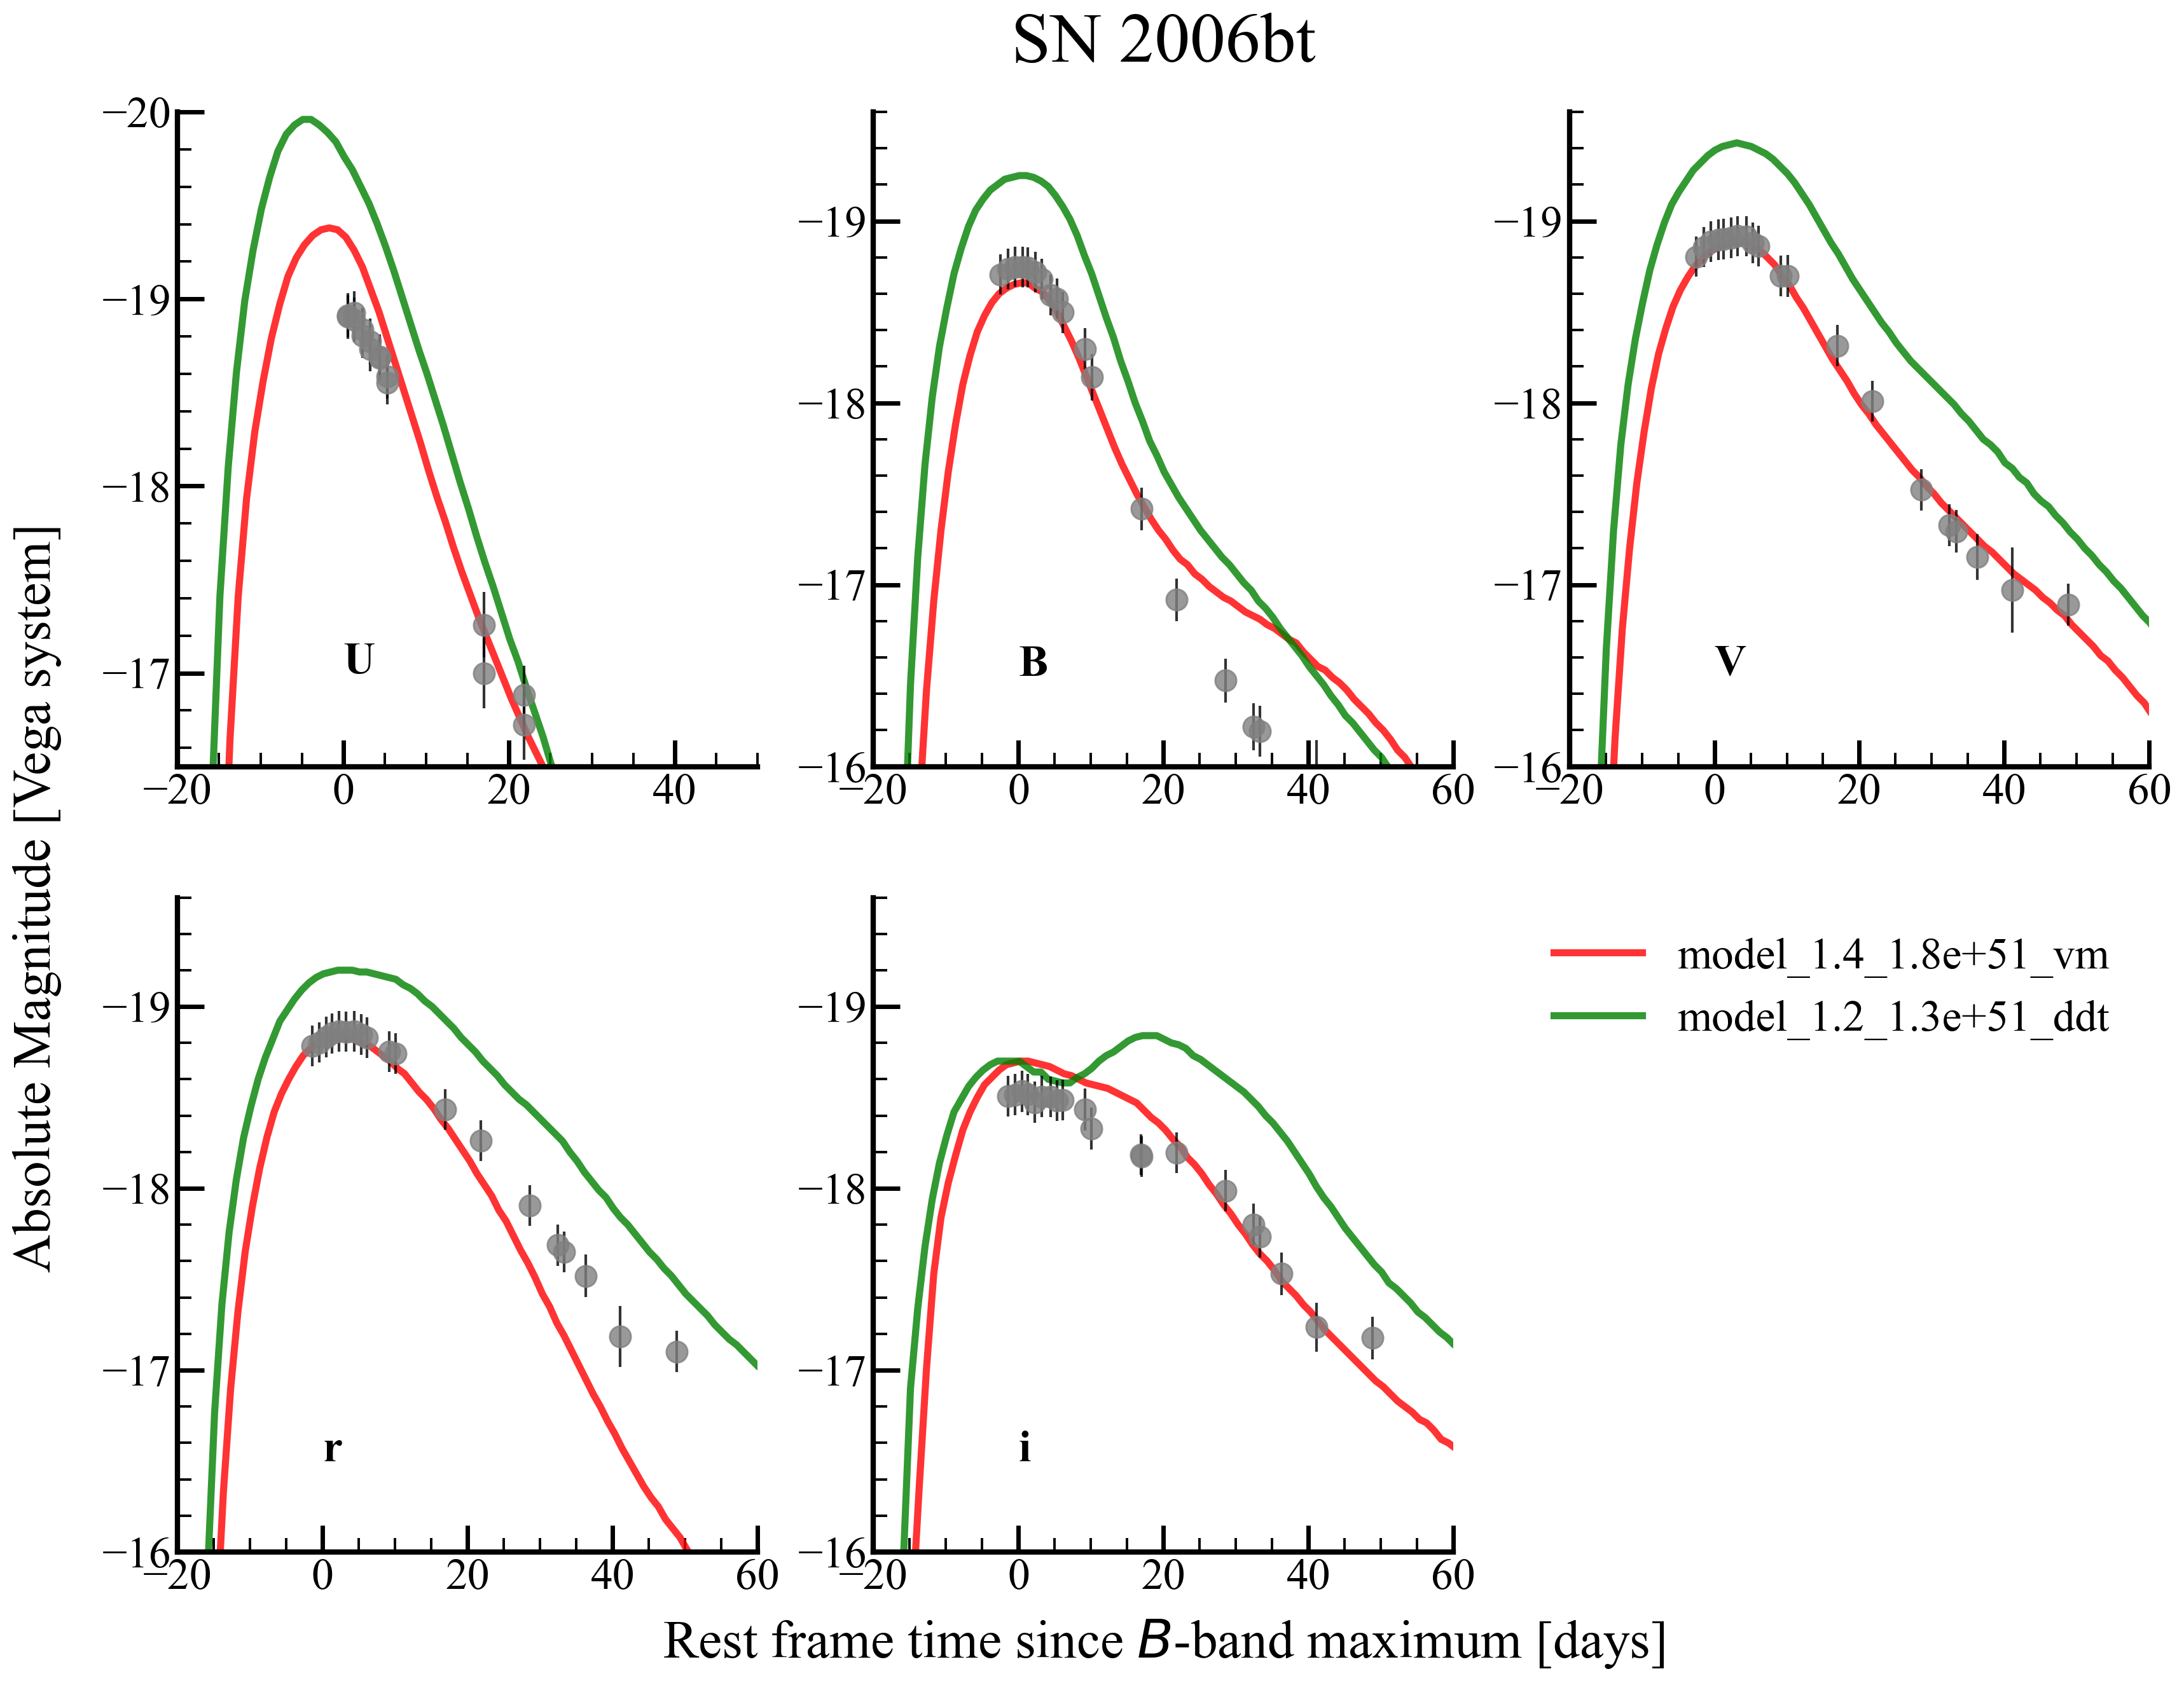 SN 2006bt
Absolute Magnitude [Vega system]
−20
−19
−18
−17
−20 0 20 40
U
−19
−18
−17
−16
−20 0 20 40 60
B
−19
−18
−17
−16
−20 0 20 40 60
V
−19
−18
−17
−16
−20 0 20 40 60
r
−19
−18
−17
−16
−20 0 20 40 60
i
model_1.4_1.8e+51_vm
model_1.2_1.3e+51_ddt
Rest frame time since B-band maximum [days]